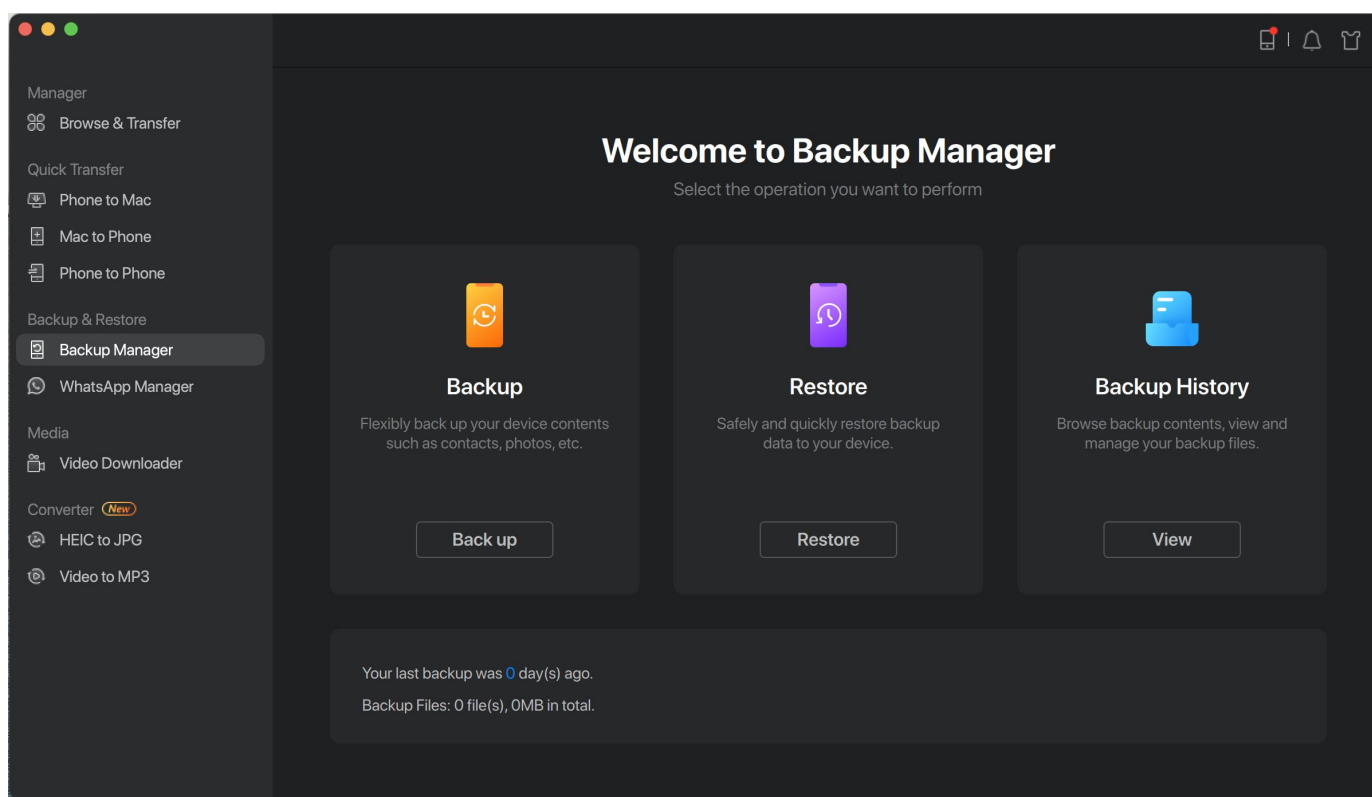 Manager
Browse & Transfer
Quick Transfer
Phone to Mac
Mac to Phone
Phone to Phone
Backup & Restore
Backup Manager
WhatsApp Manager
Media
Video Downloader
Converter New
HEIC to JPG
Video to MP3
Welcome to Backup Manager
Select the operation you want to perform
Backup
Flexibly back up your device contents
such as contacts, photos, etc.
Back up
Restore
Safely and quickly restore backup
data to your device.
Restore
Backup History
Browse backup contents, view and
manage your backup files.
View
Your last backup was 0 day(s) ago.
Backup Files: 0 file(s), 0MB in total.